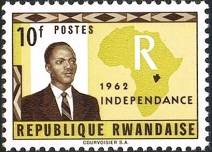 10f POSTES
R
1962
INDEPENDANCE
REPUBLIQUE RWANDAISE
COURVOISIER S.A.